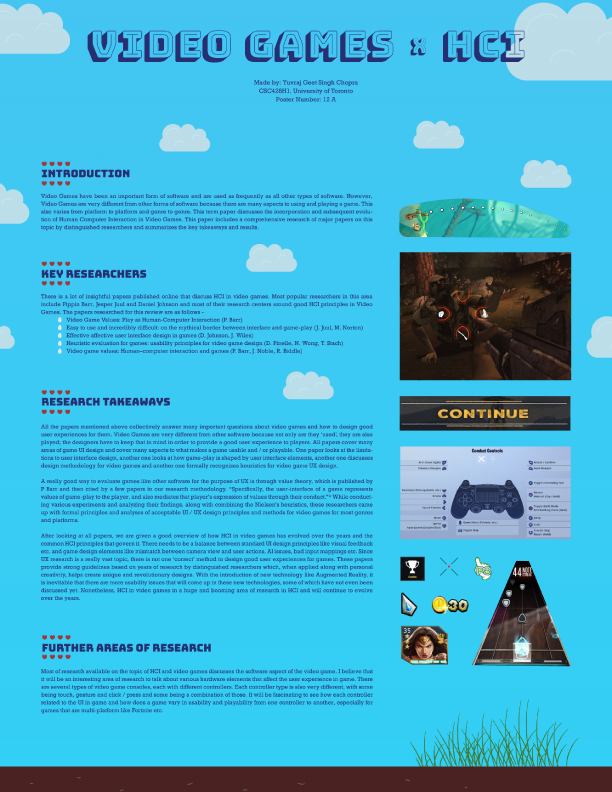 VIDEO GAMES x HCI
Made by: Yuvraj Geet Singh Chopra
CSC428H1, University of Toronto
Poster Number: 12 A
INTRODUCTION
Video Games have been an important form of software and are used as frequently as all other types of software. However,
Video Games are very different from other forms of software because there are many aspects to using and playing a game. This
also varies from platform to platform and game to genre. This term paper discusses the incorporation and subsequent evolu-
tion of Human Computer Interaction in Video Games. This paper includes a comprehensive research of major papers on this
topic by distinguished researchers and summarizes the key takeaways and results.
KEY RESEARCHERS
There is a lot of insightful papers published online that discuss HCI in video games. Most popular researchers in this area
include Pippin Barr, Jesper Juul and Daniel Johnson and most of their research centers around good HCI principles in Video
Games. The papers researched for this review are as follows -
Video Game Values: Play as Human-Computer Interaction (P. Barr)
Easy to use and incredibly difficult: on the mythical border between interface and game-play (J. Juul, M. Norton)
Effective affective user interface design in games (D. Johnson, J. Wiles)
Heuristic evaluation for games: usability principles for video game design (D. Pinelle, N. Wong, T. Stach)
Video game values: Human–computer interaction and games (P. Barr, J. Noble, R. Biddle)
RESEARCH TAKEAWAYS
All the papers mentioned above collectively answer many important questions about video games and how to design good
user experiences for them. Video Games are very different from other software because not only are they 'used', they are also
played; the designers have to keep that in mind in order to provide a good user experience to players. All papers cover many
areas of game UI design and cover many aspects to what makes a game usable and / or playable. One paper looks at the limita-
tions to user interface design, another one looks at how game-play is shaped by user interface elements, another one discusses
design methodology for video games and another one formally recognises heuristics for video game UX design.
A really good way to evaluate games like other software for the purpose of UX is through value theory, which is published by
P. Barr and then cited by a few papers in our research methodology. "Specifically, the user-interface of a game represents
values of game-play to the player, and also mediates that player's expression of values through their conduct." While conduct-
ing various experiments and analysing their findings, along with combining the Nielsen's heuristics, these researchers came
up with formal principles and analyses of acceptable UI / UX design principles and methods for video games for most games
and platforms.
After looking at all papers, we are given a good overview of how HCI in video games has evolved over the years and the
common HCI principles that govern it. There needs to be a balance between standard UI design principles like visual feedback
etc. and game design elements like mismatch between camera view and user actions, AI issues, bad input mappings etc. Since
UX research is a really vast topic, there is not one 'correct' method to design good user experiences for games. These papers
provide strong guidelines based on years of research by distinguished researchers which, when applied along with personal
creativity, helps create unique and revolutionary designs. With the introduction of new technology like Augmented Reality, it
is inevitable that there are more usability issues that will come up in these new technologies, some of which have not even been
discussed yet. Nonetheless, HCI in video games in a huge and booming area of research in HCI and will continue to evolve
over the years.
FURTHER AREAS OF RESEARCH
Most of research available on the topic of HCI and video games discusses the software aspect of the video game. I believe that
it will be an interesting area of research to talk about various hardware elements that affect the user experience in game. There
are several types of video game consoles, each with different controllers. Each controller type is also very different, with some
being touch, gesture and click / press and some being a combination of those. It will be fascinating to see how each controller
related to the UI in game and how does a game vary in usability and playability from one controller to another, especially for
games that are multi-platform like Fortnite etc.
CONTINUE
Conduct Controls
30
44
35